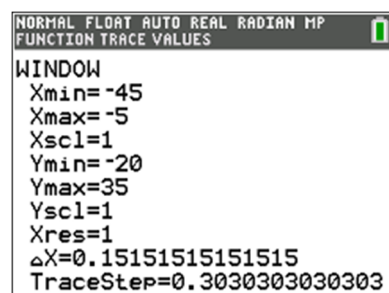 NORMAL FLOAT AUTO REAL RADIAN MP
FUNCTION TRACE VALUES
WINDOW
Xmin=-45
Xmax=-5
Xscl=1
Ymin=-20
Ymax=35
Yscl=1
Xres=1
△X=0.15151515151515
TraceStep=0.3030303030303